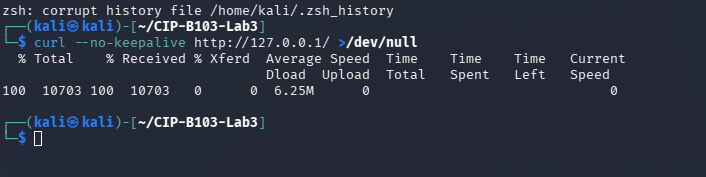 zsh: corrupt history file /home/kali/.zsh_history
┌──(kali㉿kali)-[~/CIP-B103-Lab3]
└─$ curl --no-keepalive http://127.0.0.1/ >/dev/null
  % Total    % Received % Xferd  Average Speed  Time    Time    Time   Current
                                 Dload  Upload  Total   Spent   Left   Speed
100  10703 100  10703   0      0  6.25M      0                              0

┌──(kali㉿kali)-[~/CIP-B103-Lab3]
└─$